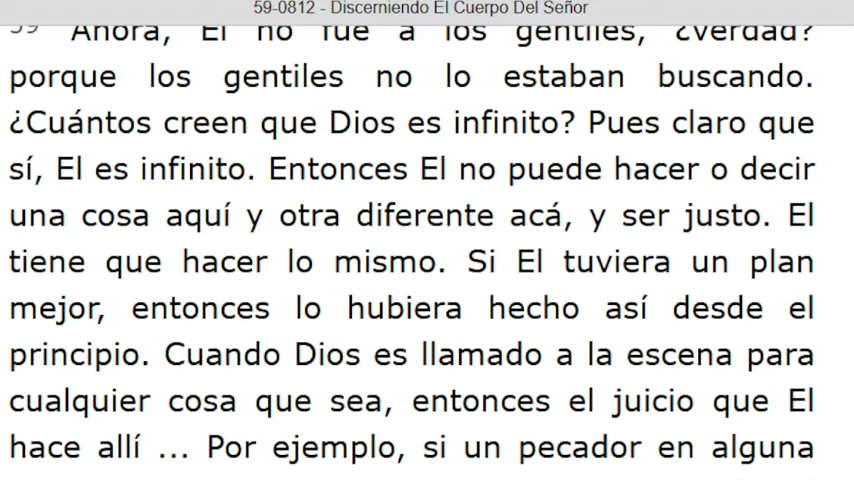 59-0812 - Discerniendo El Cuerpo Del Señor
59 Ahora, El no fue a los gentiles, ¿verdad?
porque los gentiles no lo estaban buscando.
¿Cuántos creen que Dios es infinito? Pues claro que
sí, El es infinito. Entonces El no puede hacer o decir
una cosa aquí y otra diferente acá, y ser justo. El
tiene que hacer lo mismo. Si El tuviera un plan
mejor, entonces lo hubiera hecho así desde el
principio. Cuando Dios es llamado a la escena para
cualquier cosa que sea, entonces el juicio que El
hace allí ... Por ejemplo, si un pecador en alguna